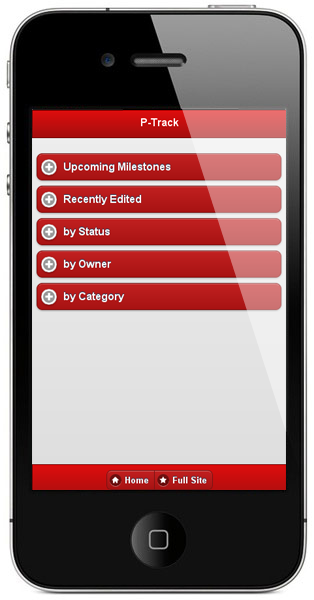 P-Track
Upcoming Milestones
Recently Edited
by Status
by Owner
by Category
Home Full Site